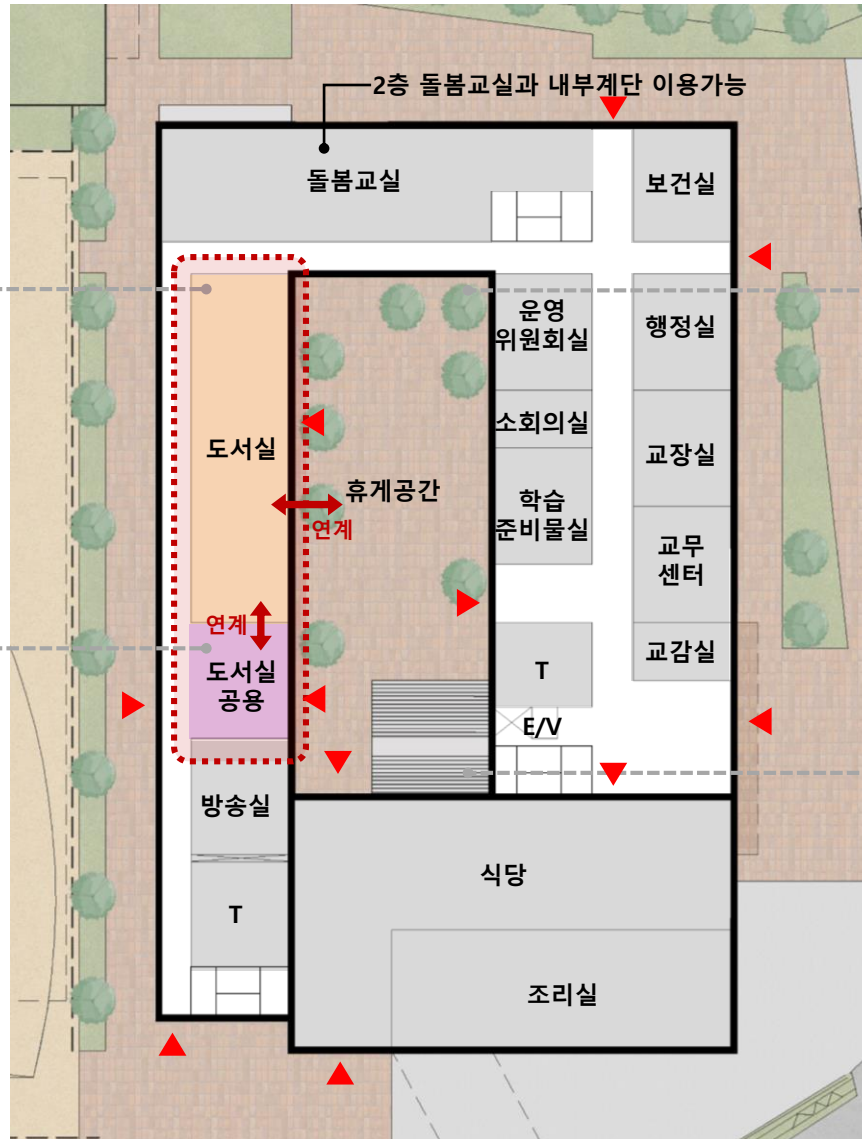 2층 돌봄교실과 내부계단 이용가능
돌봄교실
보건실
운영
위원회실
행정실
소회의실
도서실
교장실
휴게공간
연계
학습
준비물실
교무
센터
연계
도서실
공용
T
교감실
E/V
방송실
식당
T
조리실